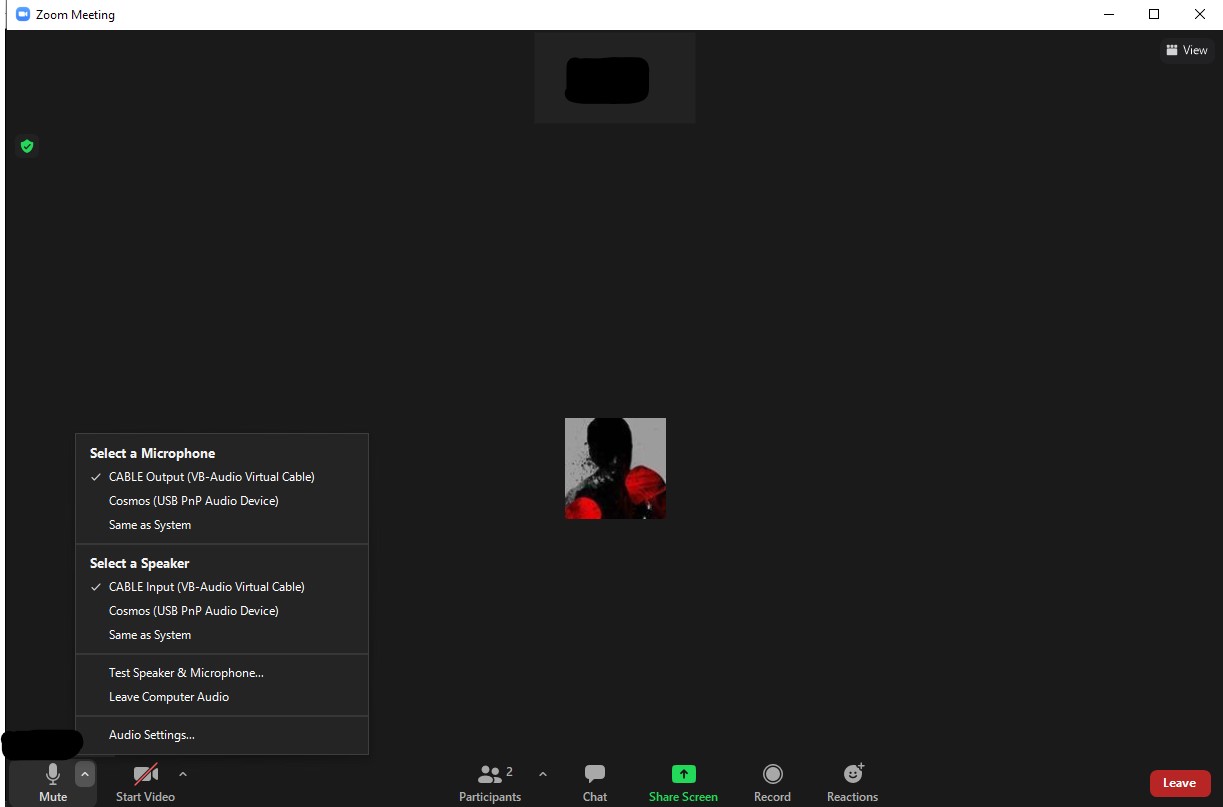 Zoom Meeting
View
Select a Microphone
CABLE Output (VB-Audio Virtual Cable)
Cosmos (USB PnP Audio Device)
Same as System
Select a Speaker
CABLE Input (VB-Audio Virtual Cable)
Cosmos (USB PnP Audio Device)
Same as System
Test Speaker & Microphone...
Leave Computer Audio
Audio Settings...
Mute
Start Video
2
Participants
Chat
Share Screen
Record
Reactions
Leave